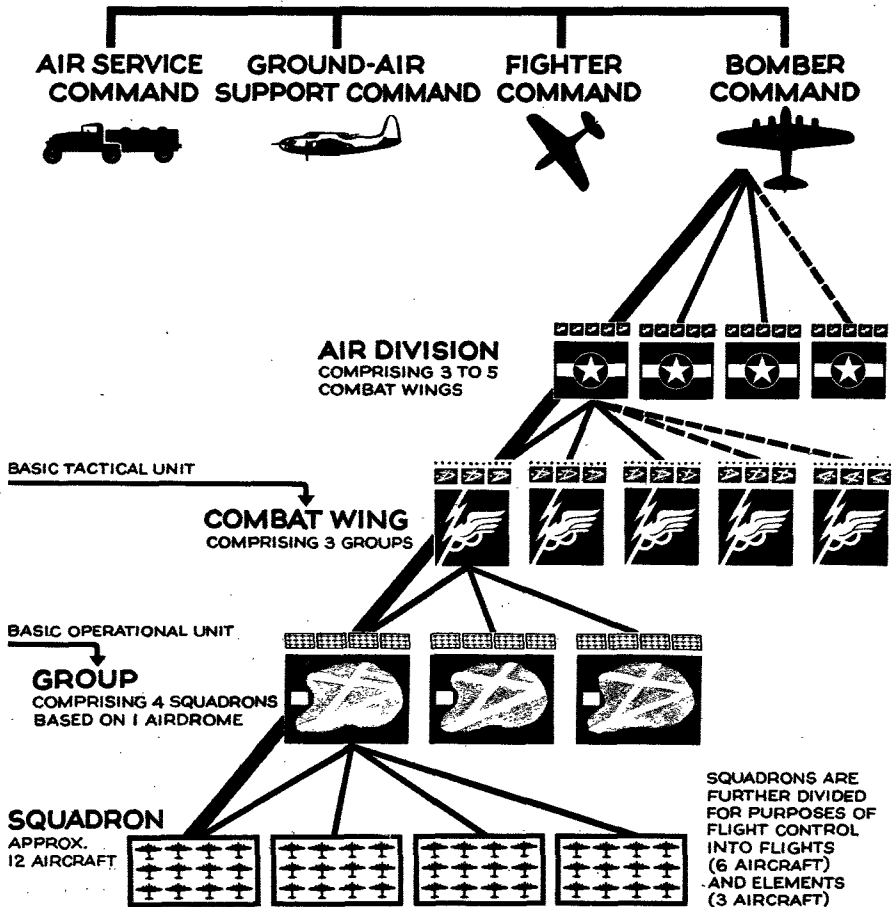 AIR SERVICE
COMMAND
GROUND-AIR
SUPPORT COMMAND
FIGHTER
COMMAND
BOMBER
COMMAND
AIR DIVISION
COMPRISING 3 TO 5
COMBAT WINGS
BASIC TACTICAL UNIT
COMBAT WING
COMPRISING 3 GROUPS
BASIC OPERATIONAL UNIT
GROUP
COMPRISING 4 SQUADRONS
BASED ON 1 AIRDROME
SQUADRON
APPROX.
12 AIRCRAFT
SQUADRONS ARE
FURTHER DIVIDED
FOR PURPOSES OF
FLIGHT CONTROL
INTO FLIGHTS
(6 AIRCRAFT)
AND ELEMENTS
(3 AIRCRAFT)